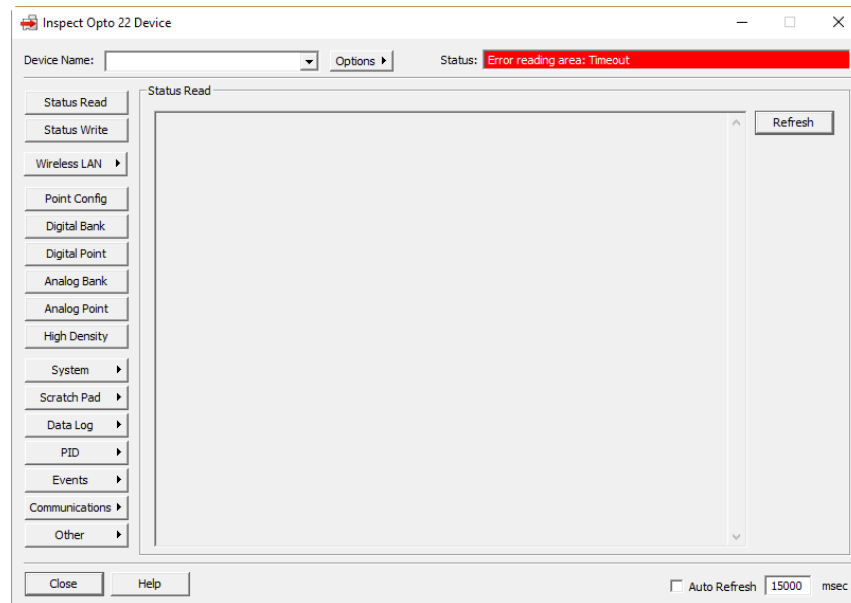 Inspect Opto 22 Device
Device Name: Options Status: Error reading area: Timeout
Status Read
Status Read
Refresh
Status Write
Wireless LAN
Point Config
Digital Bank
Digital Point
Analog Bank
Analog Point
High Density
System
Scratch Pad
Data Log
PID
Events
Communications
Other
Close Help Auto Refresh 15000 msec